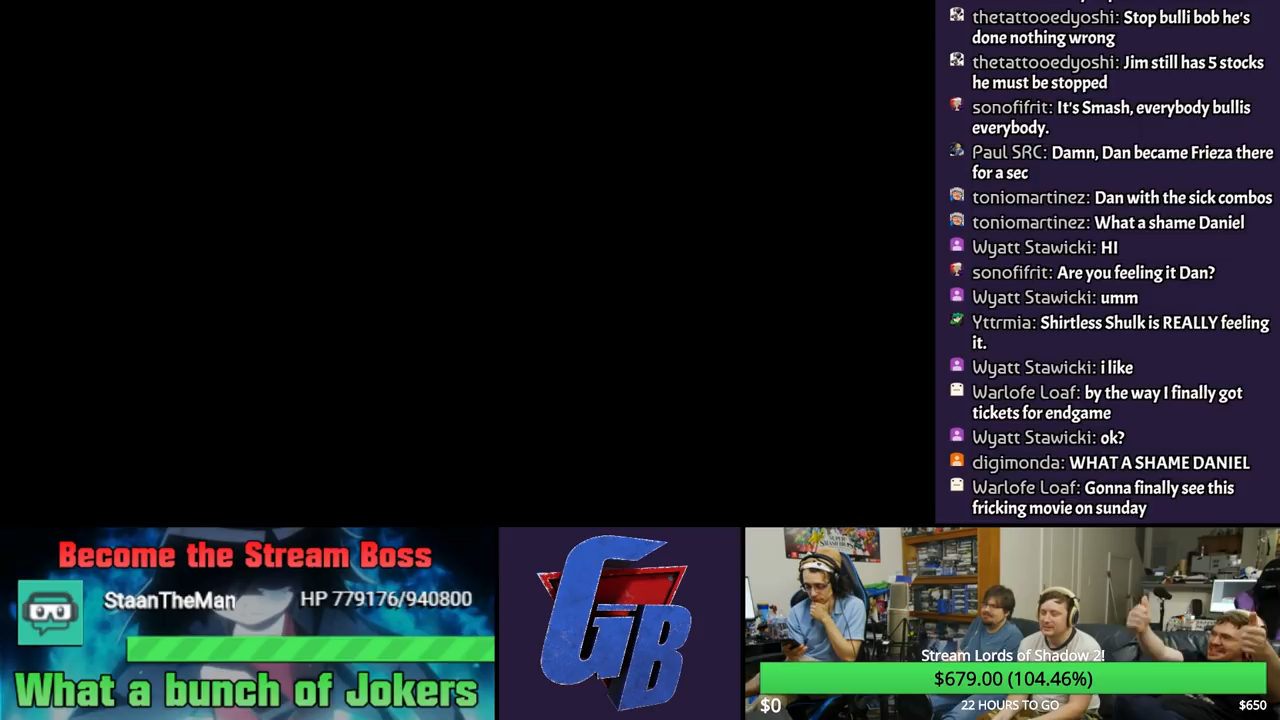 thetattooedyoshi: Stop bulli bob he's
done nothing wrong
thetattooedyoshi: Jim still has 5 stocks
he must be stopped
sonofifrit: It's Smash, everybody bullis
everybody.
Paul SRC: Damn, Dan became Frieza there
for a sec
toniomartinez: Dan with the sick combos
toniomartinez: What a shame Daniel
Wyatt Stawicki: HI
sonofifrit: Are you feeling it Dan?
Wyatt Stawicki: umm
Yttrmia: Shirtless Shulk is REALLY feeling
it.
Wyatt Stawicki: i like
Warlofe Loaf: by the way I finally got
tickets for endgame
Wyatt Stawicki: ok?
digimonda: WHAT A SHAME DANIEL
Warlofe Loaf: Gonna finally see this
fricking movie on sunday
Become the Stream Boss
StaanTheMan HP 779176/940800
What a bunch of Jokers
GB
Stream Lords of Shadow 2!
$679.00 (104.46%)
$0 22 HOURS TO GO $650